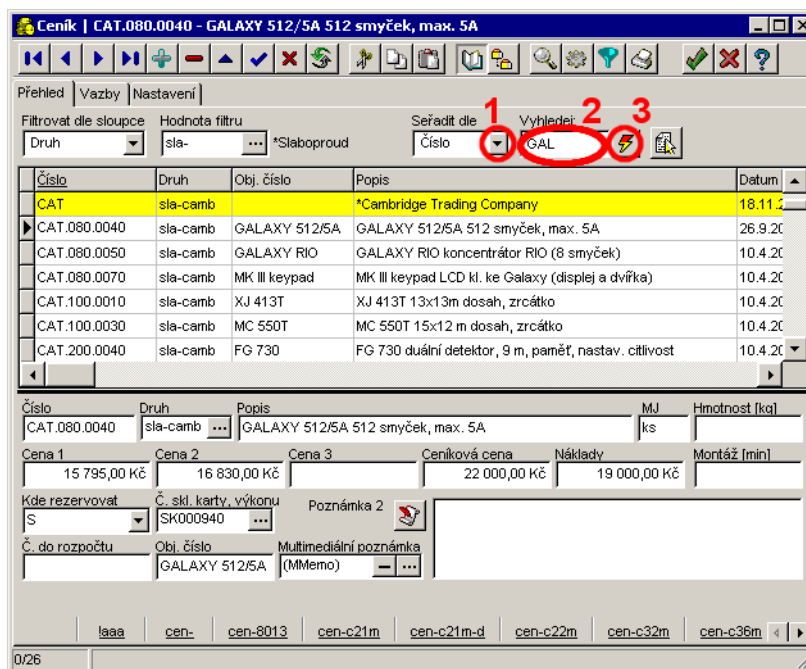 Ceník | CAT.080.0040 - GALAXY 512/5A 512 smyček, max. 5A
Přehled Vazby Nastavení
Filtrovat dle sloupce Hodnota filtru Seřadit dle 1 Vyhledej: 2 3
Druh sla- ... *Slaboproud Číslo GAL
Číslo Druh Obj. číslo Popis Datum
CAT sla-camb *Cambridge Trading Company 18.11.2
CAT.080.0040 sla-camb GALAXY 512/5A GALAXY 512/5A 512 smyček, max. 5A 26.9.20
CAT.080.0050 sla-camb GALAXY RIO GALAXY RIO koncentrátor RIO (8 smyček) 10.4.20
CAT.080.0070 sla-camb MK III keypad MK III keypad LCD kl. ke Galaxy (displej a dvířka) 10.4.20
CAT.100.0010 sla-camb XJ 413T XJ 413T 13x13m dosah, zrcátko 10.4.20
CAT.100.0030 sla-camb MC 550T MC 550T 15x12 m dosah, zrcátko 10.4.20
CAT.200.0040 sla-camb FG 730 FG 730 duální detektor, 9 m, paměť, nastav. citlivost 10.4.20
Číslo Druh Popis MJ Hmotnost [kg]
CAT.080.0040 sla-camb ... GALAXY 512/5A 512 smyček, max. 5A ks
Cena 1 Cena 2 Cena 3 Ceníková cena Náklady Montáž [min]
15 795,00 Kč 16 830,00 Kč 22 000,00 Kč 19 000,00 Kč
Kde rezervovat Č. skl. karty, výkonu Poznámka 2
S SK000940 ...
Č. do rozpočtu Obj. číslo Multimediální poznámka
GALAXY 512/5A (MMemo) ...
!aaa cen- cen-8013 cen-c21m cen-c21m-d cen-c22m cen-c32m cen-c36m
0/26